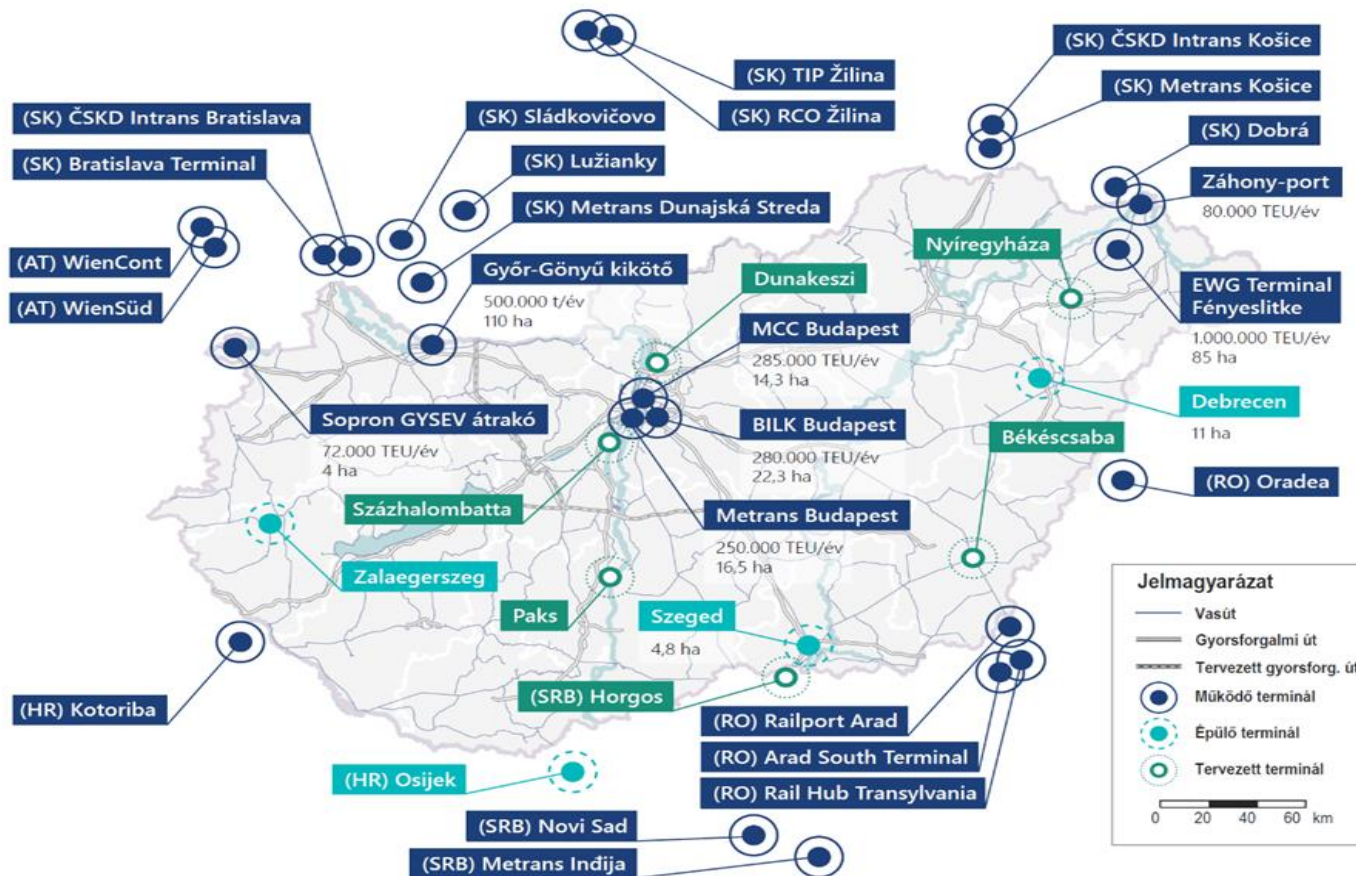 (SK) TIP Žilina
(SK) RCO Žilina
(SK) ČSKD Intrans Košice
(SK) Metrans Košice
(SK) Dobrá
Záhony-port
80.000 TEU/év
(SK) ČSKD Intrans Bratislava
(SK) Bratislava Terminal
(SK) Sládkovičovo
(SK) Lužianky
(SK) Metrans Dunajská Streda
(AT) WienCont
(AT) WienSüd
Győr-Gönyű kikötő
500.000 t/év
110 ha
Dunakeszi
Nyíregyháza
EWG Terminal
Fényeslitke
1.000.000 TEU/év
85 ha
MCC Budapest
285.000 TEU/év
14,3 ha
Sopron GYSEV átrakó
72.000 TEU/év
4 ha
BILK Budapest
280.000 TEU/év
22,3 ha
Debrecen
11 ha
Békéscsaba
(RO) Oradea
Százhalombatta
Metrans Budapest
250.000 TEU/év
16,5 ha
Zalaegerszeg
Paks
Szeged
4,8 ha
(SRB) Horgos
(HR) Kotoriba
(RO) Railport Arad
(RO) Arad South Terminal
(RO) Rail Hub Transylvania
(HR) Osijek
(SRB) Novi Sad
(SRB) Metrans Inđija
Jelmagyarázat
Vasút
Gyorsforgalmi út
Tervezett gyorsforg. út
Működő terminál
Épülő terminál
Tervezett terminál
0 20 40 60 km